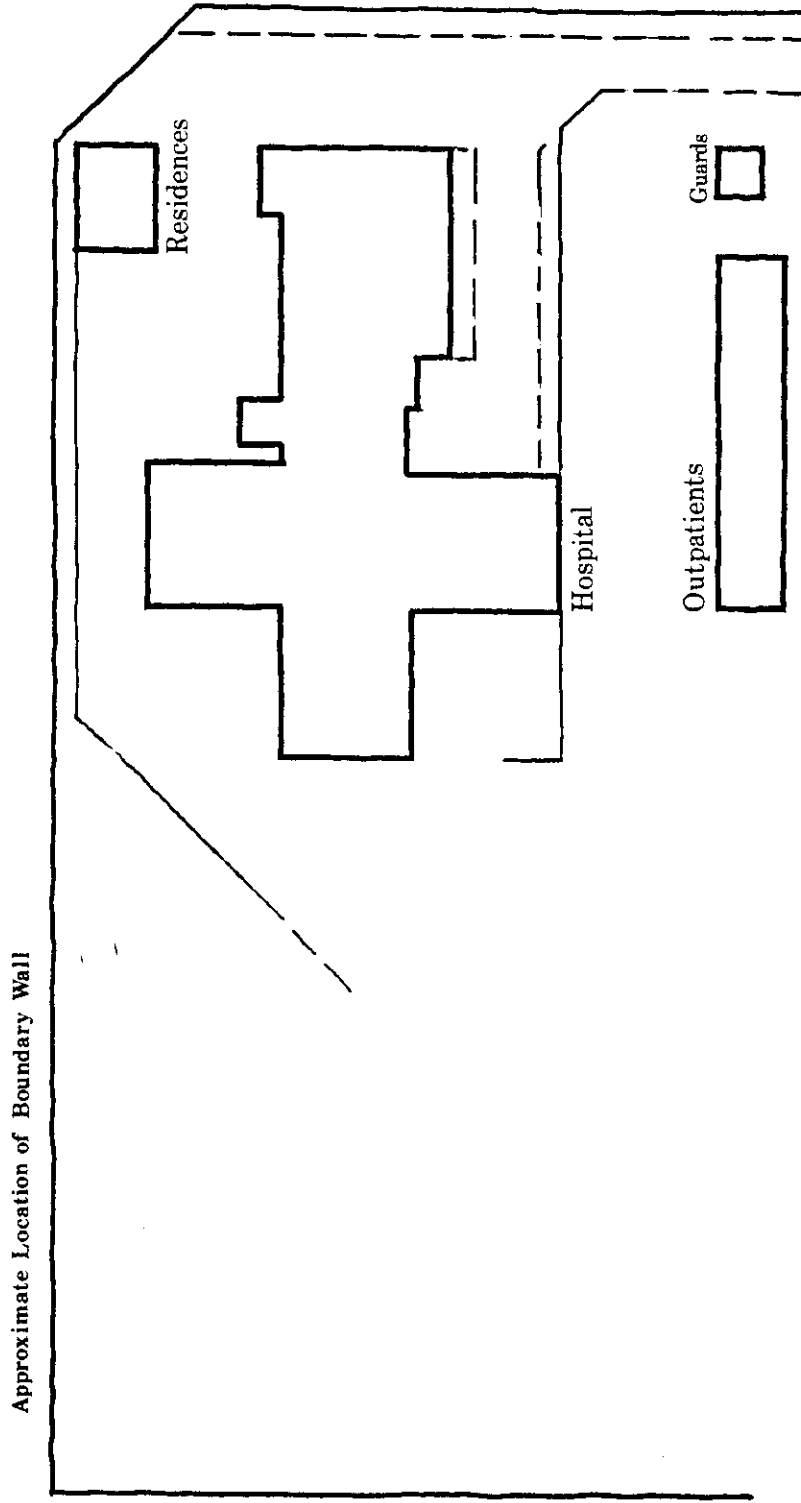 Approximate Location of Boundary Wall
Residences
Hospital
Guards
Outpatients